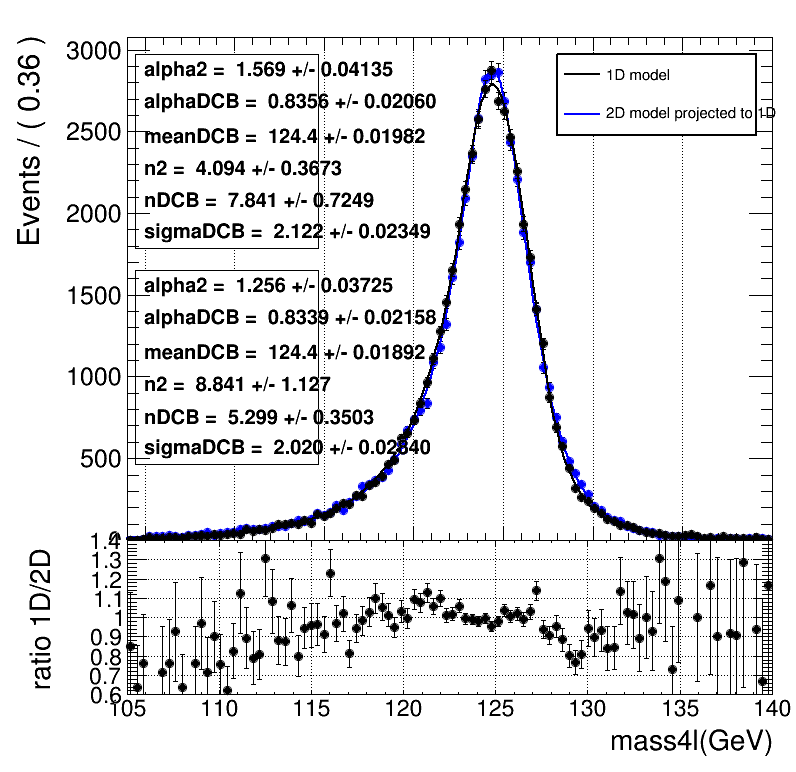 3000
2500
2000
1500
1000
500
Events / ( 0.36 )
alpha2 = 1.569 +/- 0.04135
alphaDCB = 0.8356 +/- 0.02060
meanDCB = 124.4 +/- 0.01982
n2 = 4.094 +/- 0.3673
nDCB = 7.841 +/- 0.7249
sigmaDCB = 2.122 +/- 0.02349
alpha2 = 1.256 +/- 0.03725
alphaDCB = 0.8339 +/- 0.02158
meanDCB = 124.4 +/- 0.01892
n2 = 8.841 +/- 1.127
nDCB = 5.299 +/- 0.3503
sigmaDCB = 2.020 +/- 0.02640
1D model
2D model projected to 1D
1.4
1.3
1.2
1.1
1
0.9
0.8
0.7
0.6
ratio 1D/2D
105 110 115 120 125 130 135 140
mass4l(GeV)